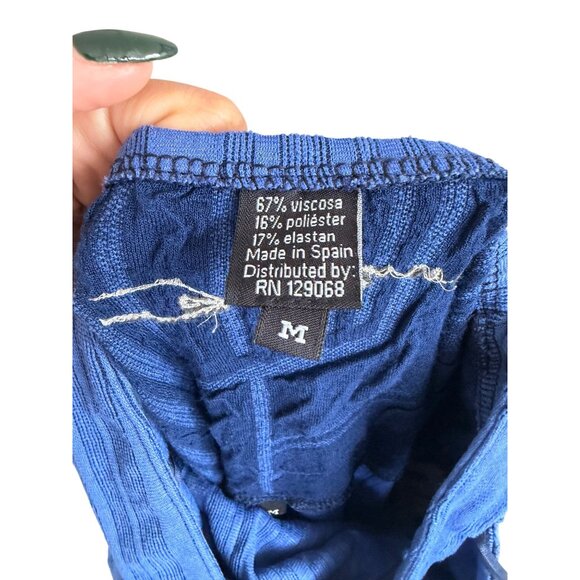 67% viscosa
16% poliéster
17% elastan
Made in Spain
Distributed by:
RN 129068
M
M